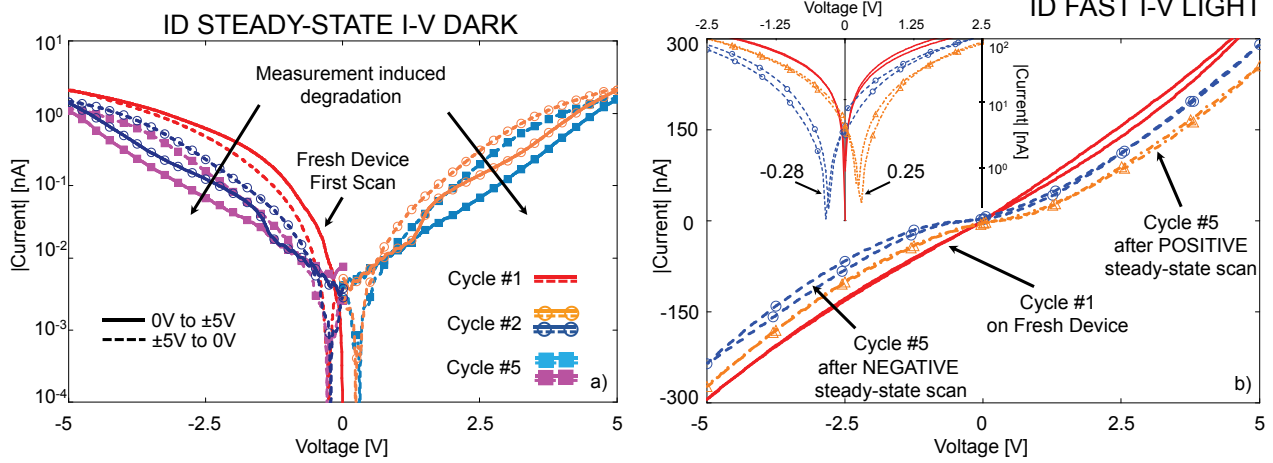 ID STEADY-STATE I-V DARK
10¹
10⁰
10⁻¹
10⁻²
10⁻³
10⁻⁴
|Current| [nA]
Measurement induced
degradation
Fresh Device
First Scan
Cycle #1
Cycle #2
Cycle #5
0V to ±5V
±5V to 0V
a)
-5
-2.5
0
2.5
5
Voltage [V]
ID FAST I-V LIGHT
Voltage [V]
-2.5
-1.25
0
1.25
2.5
10²
10¹
10⁰
|Current| [nA]
-0.28
0.25
300
150
0
-150
-300
|Current| [nA]
Cycle #5
after POSITIVE
steady-state scan
Cycle #1
on Fresh Device
Cycle #5
after NEGATIVE
steady-state scan
b)
-5
-2.5
0
2.5
5
Voltage [V]